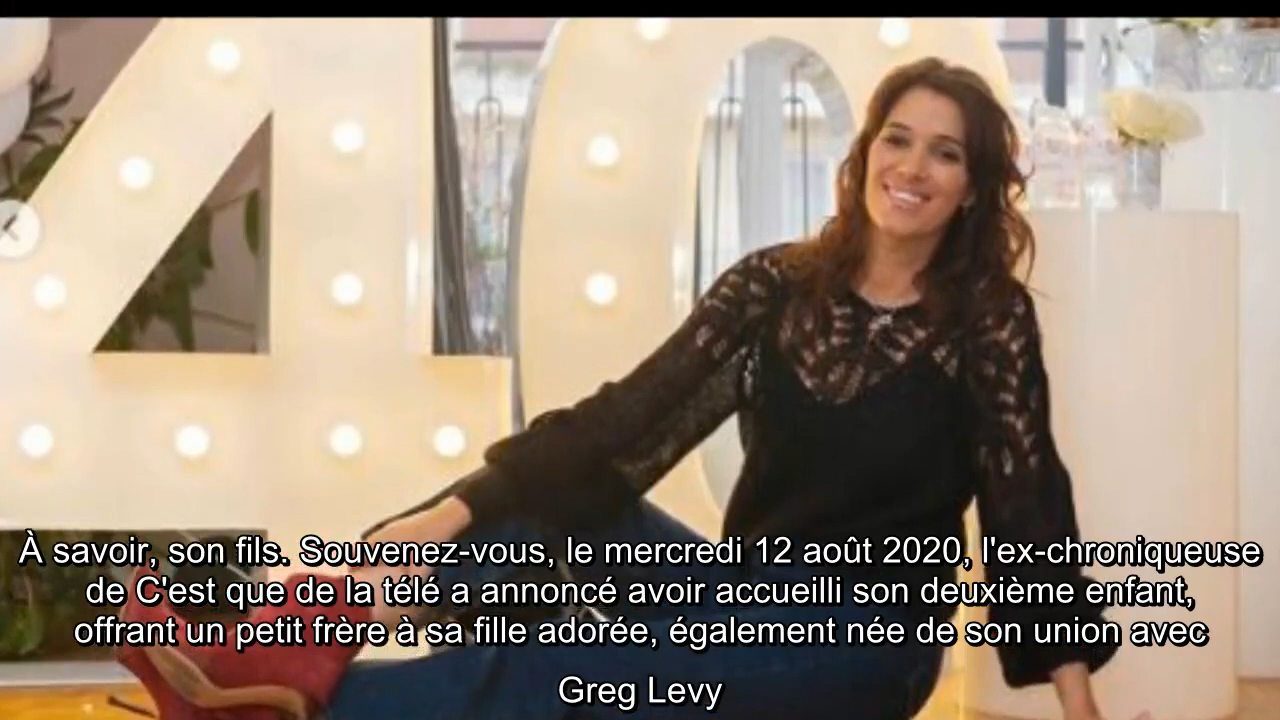 40
À savoir, son fils. Souvenez-vous, le mercredi 12 août 2020, l'ex-chroniqueuse
de C'est que de la télé a annoncé avoir accueilli son deuxième enfant,
offrant un petit frère à sa fille adorée, également née de son union avec
Greg Levy